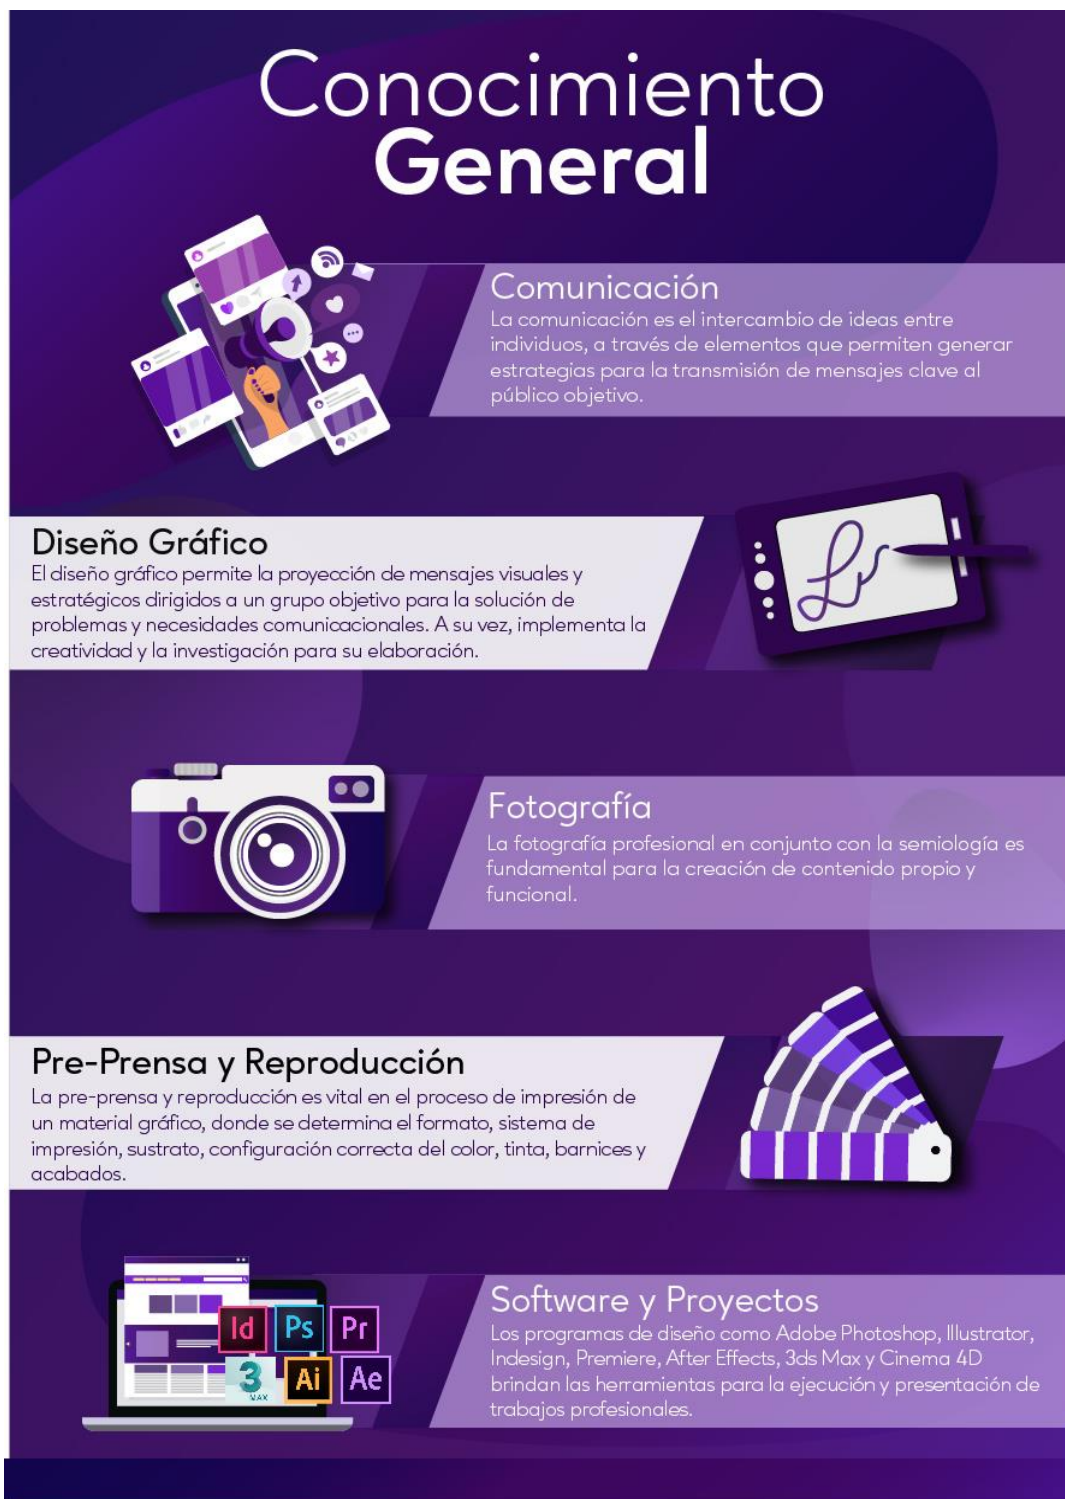 Conocimiento
General
Comunicación
La comunicación es el intercambio de ideas entre
individuos, a través de elementos que permiten generar
estrategias para la transmisión de mensajes clave al
público objetivo.
Diseño Gráfico
El diseño gráfico permite la proyección de mensajes visuales y
estratégicos dirigidos a un grupo objetivo para la solución de
problemas y necesidades comunicacionales. A su vez, implementa la
creatividad y la investigación para su elaboración.
Fotografía
La fotografía profesional en conjunto con la semiología es
fundamental para la creación de contenido propio y
funcional.
Pre-Prensa y Reproducción
La pre-prensa y reproducción es vital en el proceso de impresión de
un material gráfico, donde se determina el formato, sistema de
impresión, sustrato, configuración correcta del color, tinta, barnices y
acabados.
Id Ps Pr
3 Ai Ae
MAX
Software y Proyectos
Los programas de diseño como Adobe Photoshop, Illustrator,
Indesign, Premiere, After Effects, 3ds Max y Cinema 4D
brindan las herramientas para la ejecución y presentación de
trabajos profesionales.